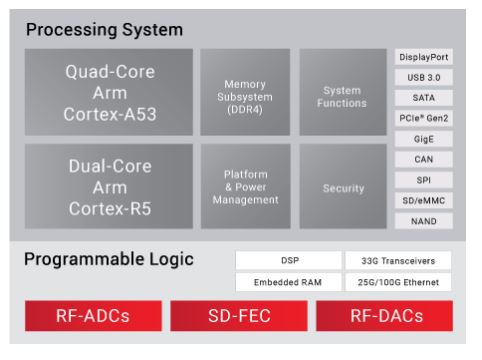 Processing System
Quad-Core
Arm
Cortex-A53
Memory
Subsystem
(DDR4)
System
Functions
DisplayPort
USB 3.0
SATA
PCIe® Gen2
GigE
CAN
SPI
SD/eMMC
NAND
Dual-Core
Arm
Cortex-R5
Platform
& Power
Management
Security
Programmable Logic
DSP
33G Transceivers
Embedded RAM
25G/100G Ethernet
RF-ADCs
SD-FEC
RF-DACs